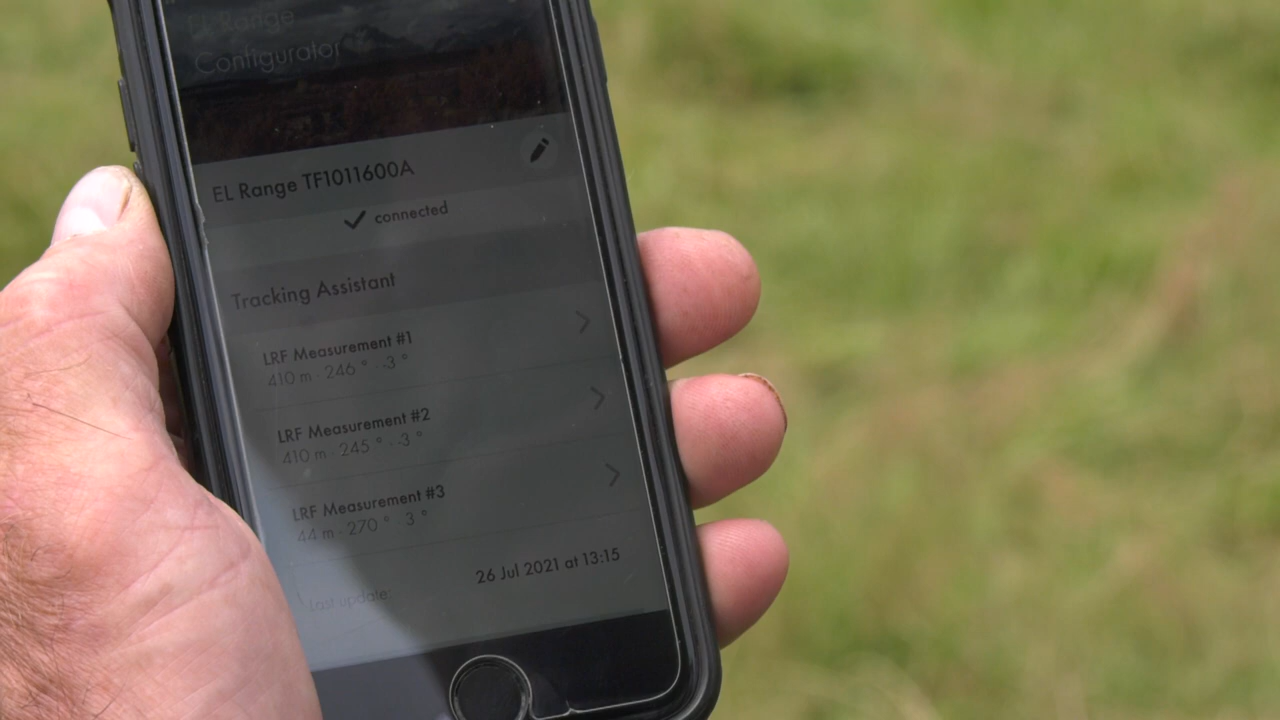 EL Range
Configurator
EL Range TF1011600A
connected
Tracking Assistant
LRF Measurement #1
410 m · 246 ° · -3 °
LRF Measurement #2
410 m · 245 ° · -3 °
LRF Measurement #3
44 m · 270 ° · 3 °
Last update:
26 Jul 2021 at 13:15